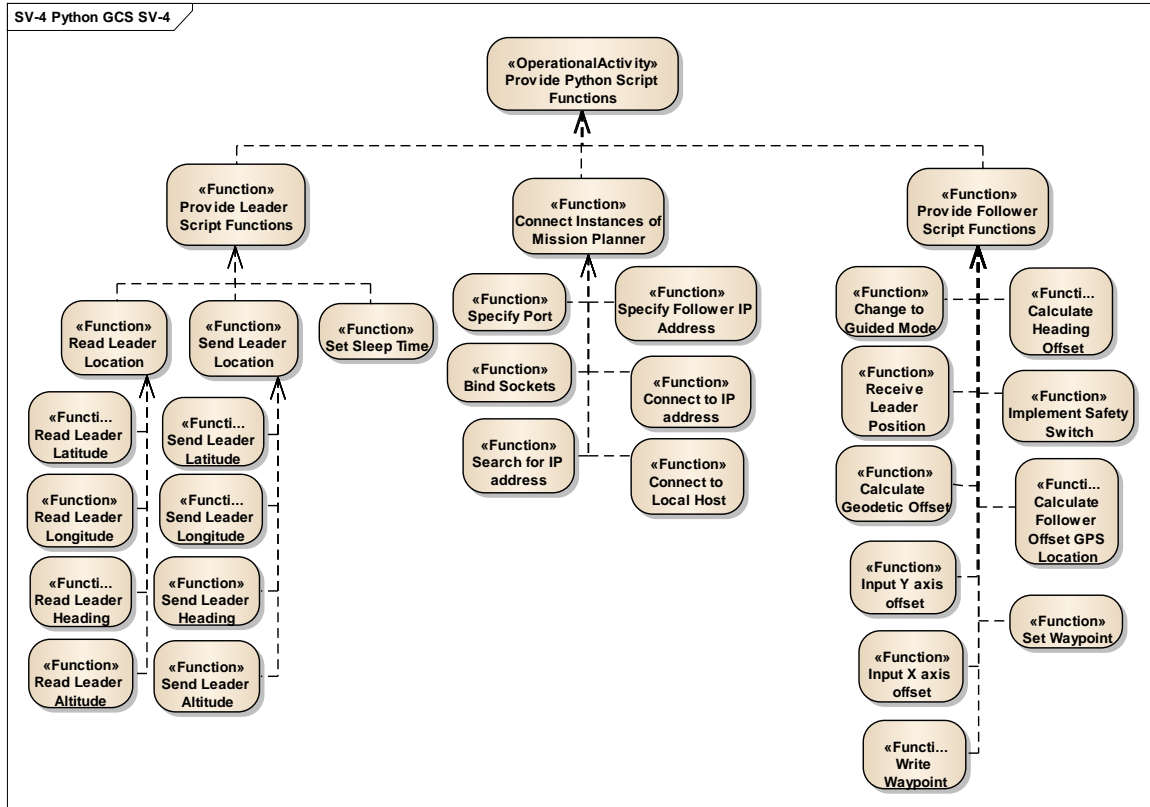 SV-4 Python GCS SV-4
«OperationalActivity»
Provide Python Script
Functions
«Function»
Provide Leader
Script Functions
«Function»
Connect Instances of
Mission Planner
«Function»
Provide Follower
Script Functions
«Function»
Read Leader
Location
«Function»
Send Leader
Location
«Function»
Set Sleep Time
«Functi...
Read Leader
Latitude
«Function»
Read Leader
Longitude
«Functi...
Read Leader
Heading
«Function»
Read Leader
Altitude
«Functi...
Send Leader
Latitude
«Functi...
Send Leader
Longitude
«Function»
Send Leader
Heading
«Function»
Send Leader
Altitude
«Function»
Specify Port
«Function»
Specify Follower IP
Address
«Function»
Bind Sockets
«Function»
Connect to IP
address
«Function»
Search for IP
address
«Function»
Connect to
Local Host
«Function»
Change to
Guided Mode
«Functi...
Calculate
Heading
Offset
«Function»
Receive
Leader
Position
«Function»
Implement Safety
Switch
«Function»
Calculate
Geodetic Offset
«Functi...
Calculate
Follower
Offset GPS
Location
«Function»
Input Y axis
offset
«Function»
Set Waypoint
«Function»
Input X axis
offset
«Functi...
Write
Waypoint